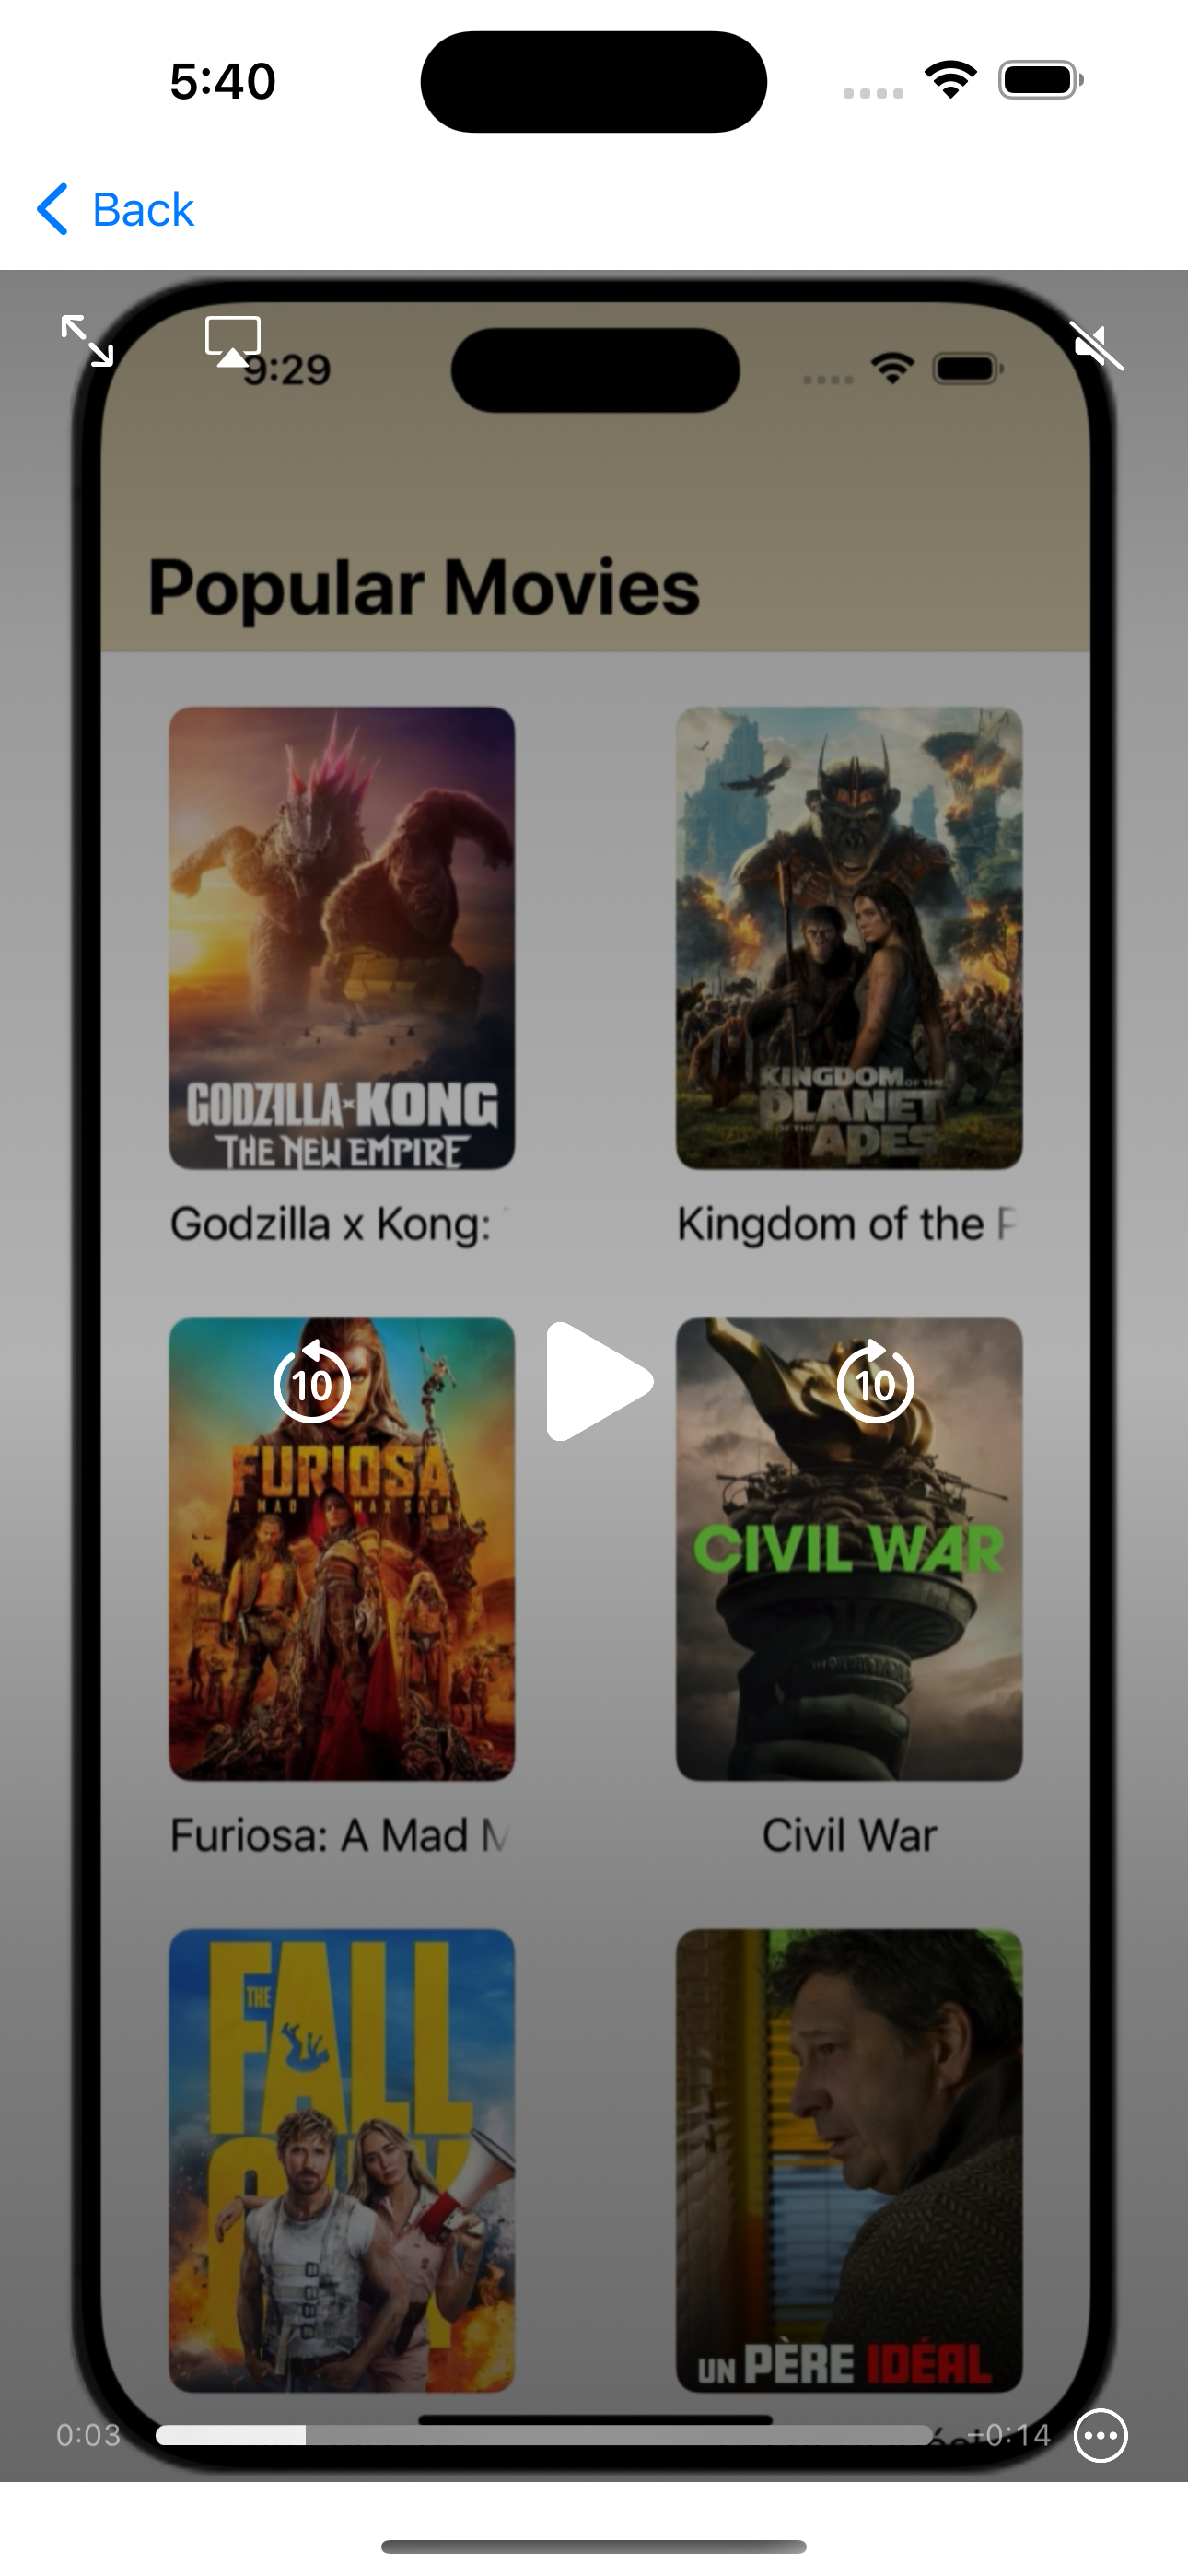 5:40
Back
9:29
Popular Movies
GODZILLA x KONG
THE NEW EMPIRE
KINGDOM OF THE
PLANET
OF THE
APES
Godzilla x Kong:
Kingdom of the P
10
10
FURIOSA
A MAD MAX SAGA
CIVIL WAR
Furiosa: A Mad M
Civil War
THE
FALL
GUY
UN PÈRE IDÉAL
0:03
-0:14